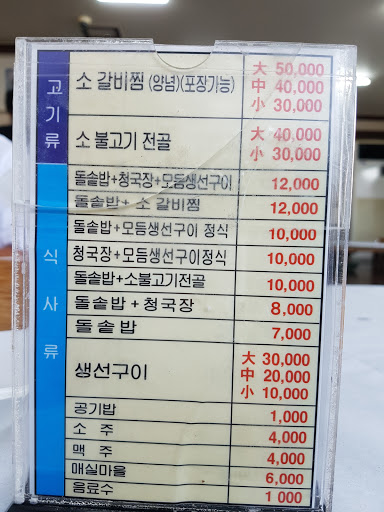 고기류
소 갈비찜 (양념)(포장가능)
大 50,000
中 40,000
小 30,000
소불고기 전골
大 40,000
小 30,000
식사류
돌솥밥+청국장+모듬생선구이 12,000
돌솥밥+ 소 갈비찜 12,000
돌솥밥+모듬생선구이 정식 10,000
청국장+모듬생선구이정식 10,000
돌솥밥+소불고기전골 10,000
돌솥밥 + 청국장 8,000
돌 솥 밥 7,000
생선구이
大 30,000
中 20,000
小 10,000
공기밥 1,000
소 주 4,000
맥 주 4,000
매실마을 6,000
음료수 1 000